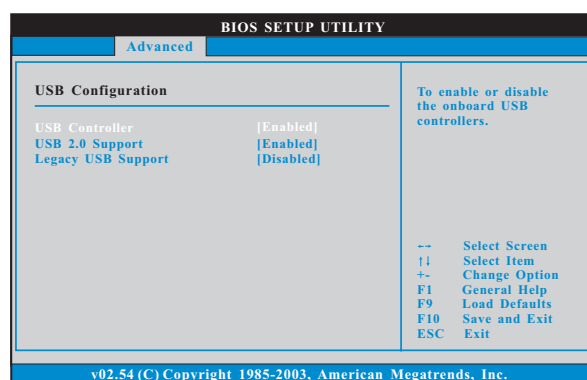 BIOS SETUP UTILITY
Advanced
USB Configuration
USB Controller [Enabled]
USB 2.0 Support [Enabled]
Legacy USB Support [Disabled]
To enable or disable
the onboard USB
controllers.
←→ Select Screen
↑↓ Select Item
+- Change Option
F1 General Help
F9 Load Defaults
F10 Save and Exit
ESC Exit
v02.54 (C) Copyright 1985-2003, American Megatrends, Inc.